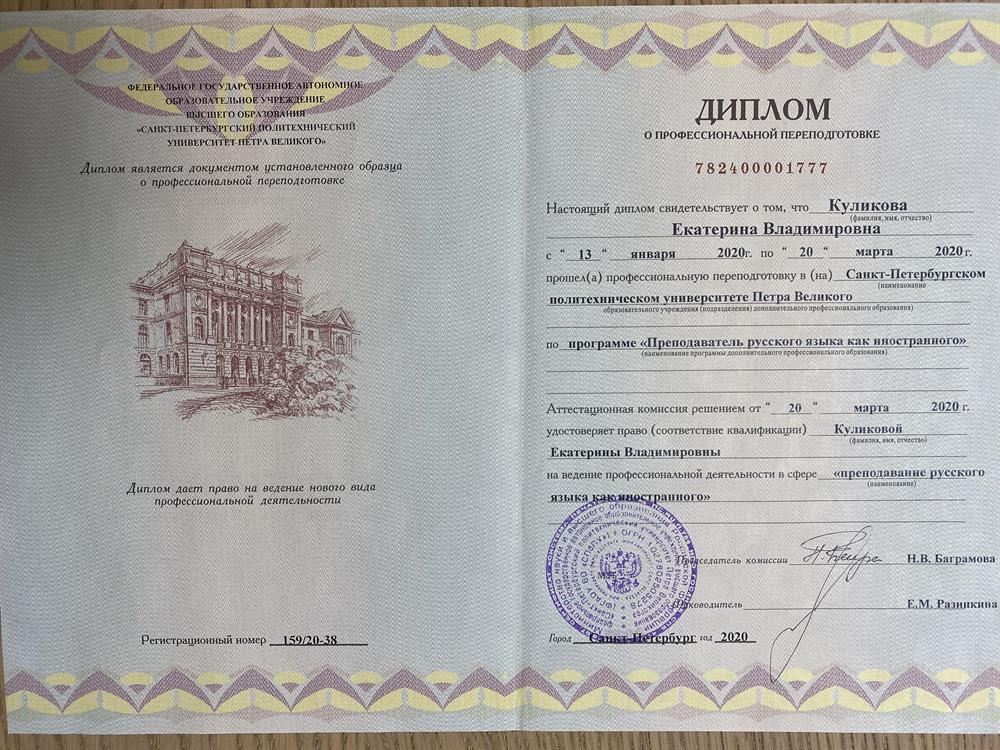 ФЕДЕРАЛЬНОЕ ГОСУДАРСТВЕННОЕ АВТОНОМНОЕ
ОБРАЗОВАТЕЛЬНОЕ УЧРЕЖДЕНИЕ
ВЫСШЕГО ОБРАЗОВАНИЯ
«САНКТ-ПЕТЕРБУРГСКИЙ ПОЛИТЕХНИЧЕСКИЙ
УНИВЕРСИТЕТ ПЕТРА ВЕЛИКОГО»
Диплом является документом установленного образца
о профессиональной переподготовке
Диплом дает право на ведение нового вида
профессиональной деятельности
Регистрационный номер 159/20-38
ДИПЛОМ
О ПРОФЕССИОНАЛЬНОЙ ПЕРЕПОДГОТОВКЕ
782400001777
Настоящий диплом свидетельствует о том, что Куликова
(фамилия, имя, отчество)
Екатерина Владимировна
с “ 13 “ января 2020г. по “ 20 “ марта 2020г.
прошел(а) профессиональную переподготовку в (на) Санкт-Петербургском
(наименование
политехническом университете Петра Великого
образовательного учреждения (подразделения) дополнительного профессионального образования)
по программе «Преподаватель русского языка как иностранного»
(наименование программы дополнительного профессионального образования)
Аттестационная комиссия решением от “ 20 “ марта 2020 г.
удостоверяет право (соответствие квалификации) Куликовой
(фамилия, имя, отчество)
Екатерины Владимировны
на ведение профессиональной деятельности в сфере «преподавание русского
(наименование)
языка как иностранного»
Председатель комиссии Н.В. Баграмова
Руководитель Е.М. Разинкина
Город Санкт-Петербург год 2020